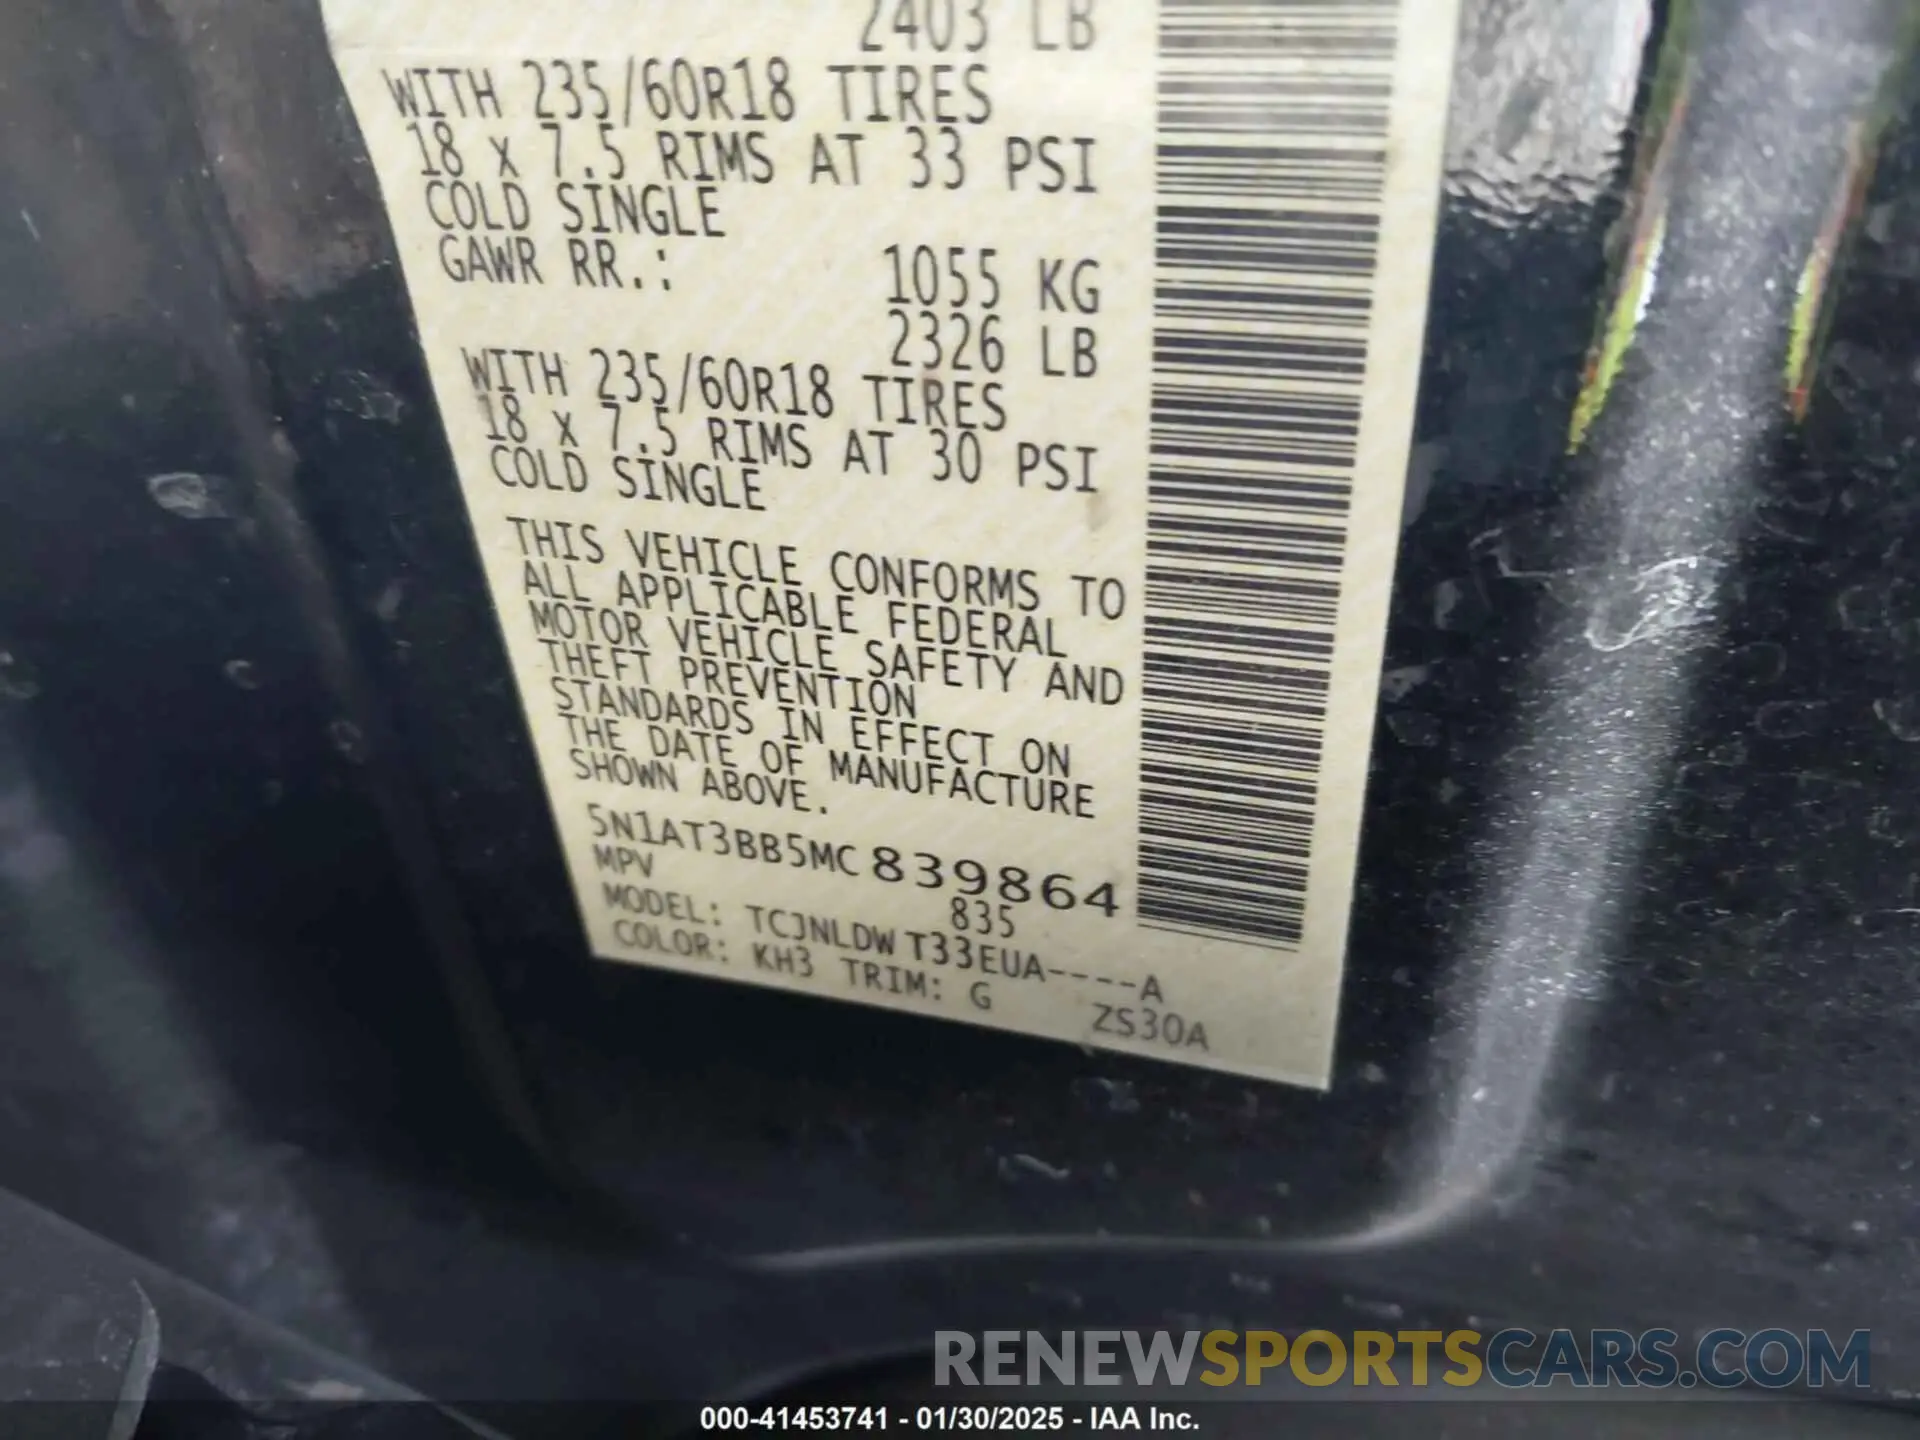 2403 LB
WITH 235/60R18 TIRES
18 x 7.5 RIMS AT 33 PSI
COLD SINGLE
GAWR RR.: 1055 KG
2326 LB
WITH 235/60R18 TIRES
18 x 7.5 RIMS AT 30 PSI
COLD SINGLE
THIS VEHICLE CONFORMS TO
ALL APPLICABLE FEDERAL
MOTOR VEHICLE SAFETY AND
THEFT PREVENTION
STANDARDS IN EFFECT ON
THE DATE OF MANUFACTURE
SHOWN ABOVE.
5N1AT3BB5MC 839864
MPV 835
MODEL: TCJNLDW T33EUA----A
COLOR: KH3 TRIM: G ZS30A
RENEWSPORTSCARS.COM
000-41453741 - 01/30/2025 - IAA Inc.